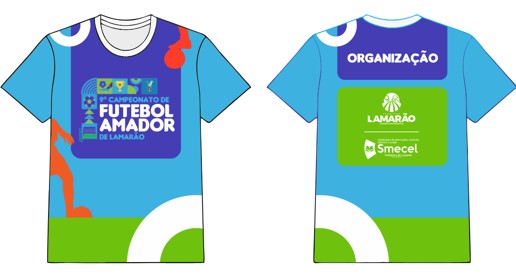 9º CAMPEONATO DE
FUTEBOL
AMADOR
DE LAMARÃO
ORGANIZAÇÃO
LAMARÃO
Smecel